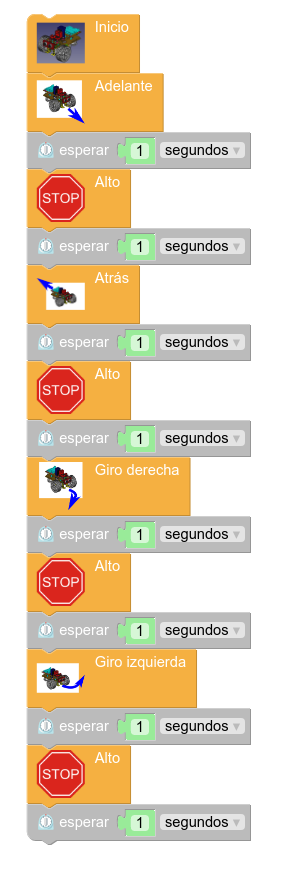 Inicio
Adelante
esperar 1 segundos
Alto
STOP
esperar 1 segundos
Atrás
esperar 1 segundos
Alto
STOP
esperar 1 segundos
Giro derecha
esperar 1 segundos
Alto
STOP
esperar 1 segundos
Giro izquierda
esperar 1 segundos
Alto
STOP
esperar 1 segundos